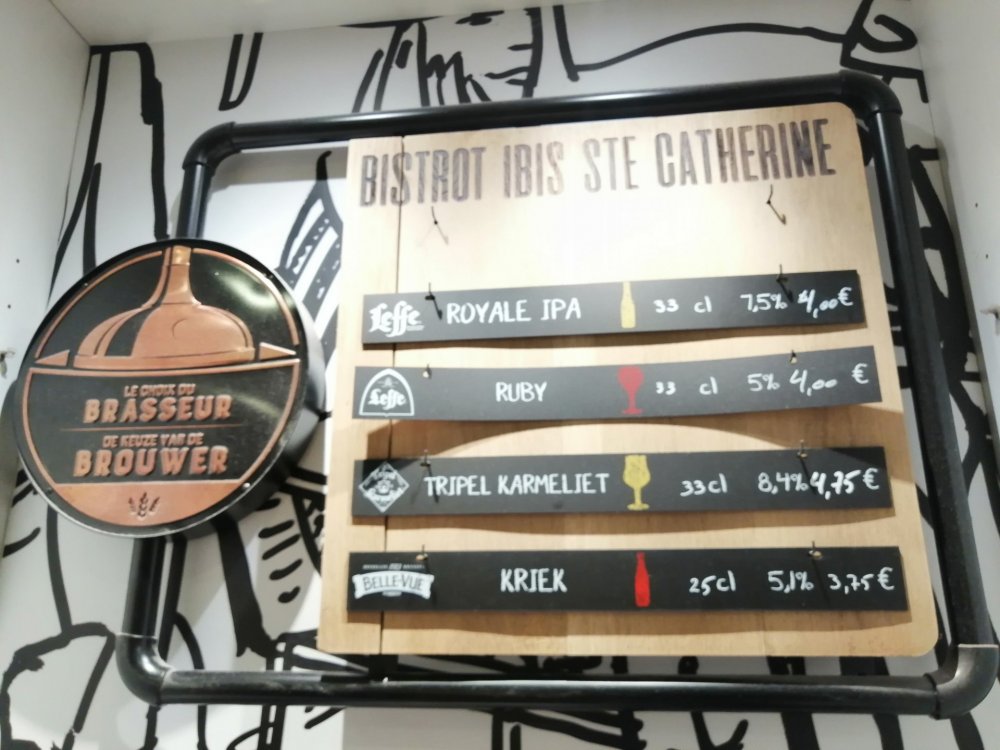 BISTROT IBIS STE CATHERINE
Leffe ROYALE IPA 33 cl 7,5% 4,00€
Leffe RUBY 33 cl 5% 4,00 €
TRIPEL KARMELIET 33cl 8,4% 4,75€
BELLE-VUE KRIEK 25cl 5,1% 3,75€
LE CHOIX DU
BRASSEUR
DE KEUZE VAN DE
BROUWER